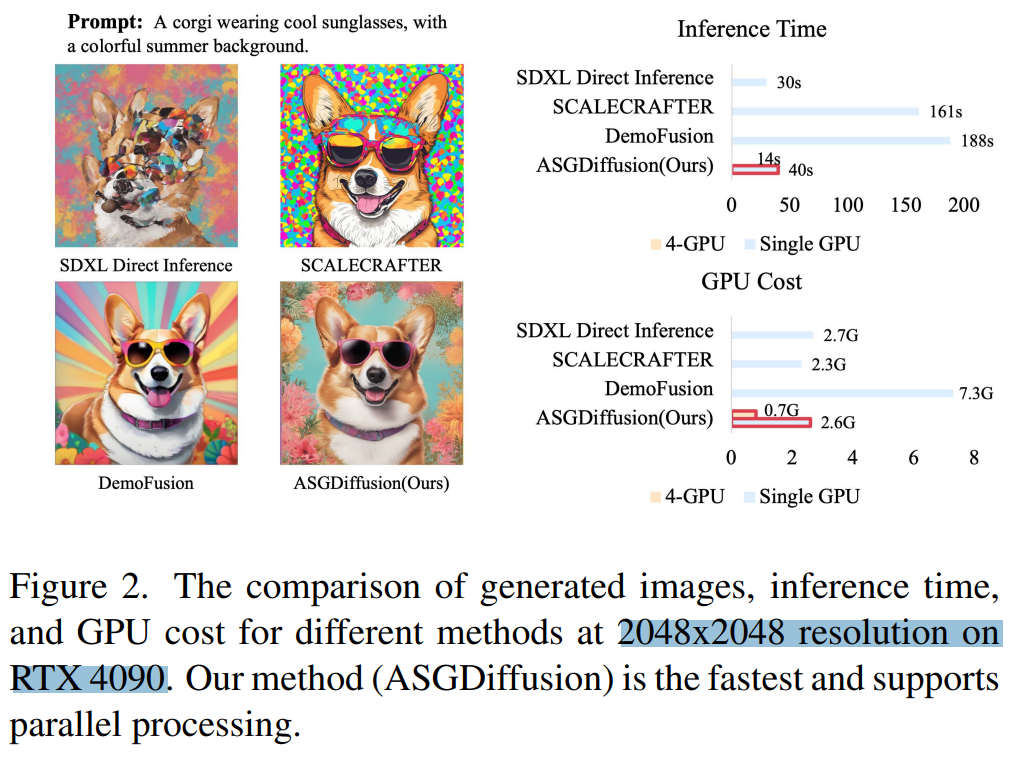 Prompt: A corgi wearing cool sunglasses, with
a colorful summer background.
SDXL Direct Inference
SCALECRAFTER
DemoFusion
ASGDiffusion(Ours)
Inference Time
SDXL Direct Inference
30s
SCALECRAFTER
161s
DemoFusion
188s
ASGDiffusion(Ours)
14s
40s
0 50 100 150 200
4-GPU Single GPU
GPU Cost
SDXL Direct Inference
2.7G
SCALECRAFTER
2.3G
DemoFusion
7.3G
ASGDiffusion(Ours)
0.7G
2.6G
0 2 4 6 8
4-GPU Single GPU
Figure 2. The comparison of generated images, inference time,
and GPU cost for different methods at 2048x2048 resolution on
RTX 4090. Our method (ASGDiffusion) is the fastest and supports
parallel processing.